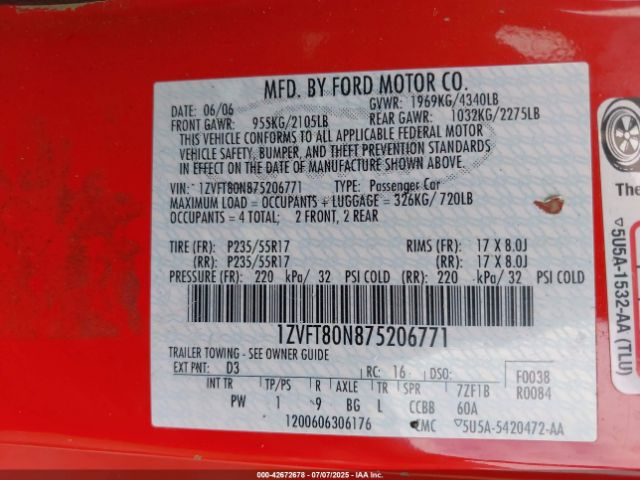 MFD. BY FORD MOTOR CO.
DATE: 06/06 GVWR: 1969KG/4340LB
FRONT GAWR: 955KG/2105LB REAR GAWR: 1032KG/2275LB
THIS VEHICLE CONFORMS TO ALL APPLICABLE FEDERAL MOTOR
VEHICLE SAFETY, BUMPER, AND THEFT PREVENTION STANDARDS
IN EFFECT ON THE DATE OF MANUFACTURE SHOWN ABOVE.
VIN: 1ZVFT80N875206771 TYPE: Passenger Car
MAXIMUM LOAD = OCCUPANTS + LUGGAGE = 326KG/ 720LB
OCCUPANTS = 4 TOTAL; 2 FRONT, 2 REAR
TIRE (FR): P235/55R17 RIMS (FR): 17 X 8.0J
(RR): P235/55R17 (RR): 17 X 8.0J
PRESSURE (FR): 220 kPa/ 32 PSI COLD (RR): 220 kPa/ 32 PSI COLD
1ZVFT80N875206771
TRAILER TOWING - SEE OWNER GUIDE
EXT PNT: D3 RC: 16 DSO: F0038
INT TR TP/PS R AXLE TR SPR 7ZF1B R0084
PW 1 9 BG L CCBB 60A
1200606306176 5U5A-5420472-AA
The
5U5A-1532-AA (TLU)
000-42672678 - 07/07/2025 - IAAI.com